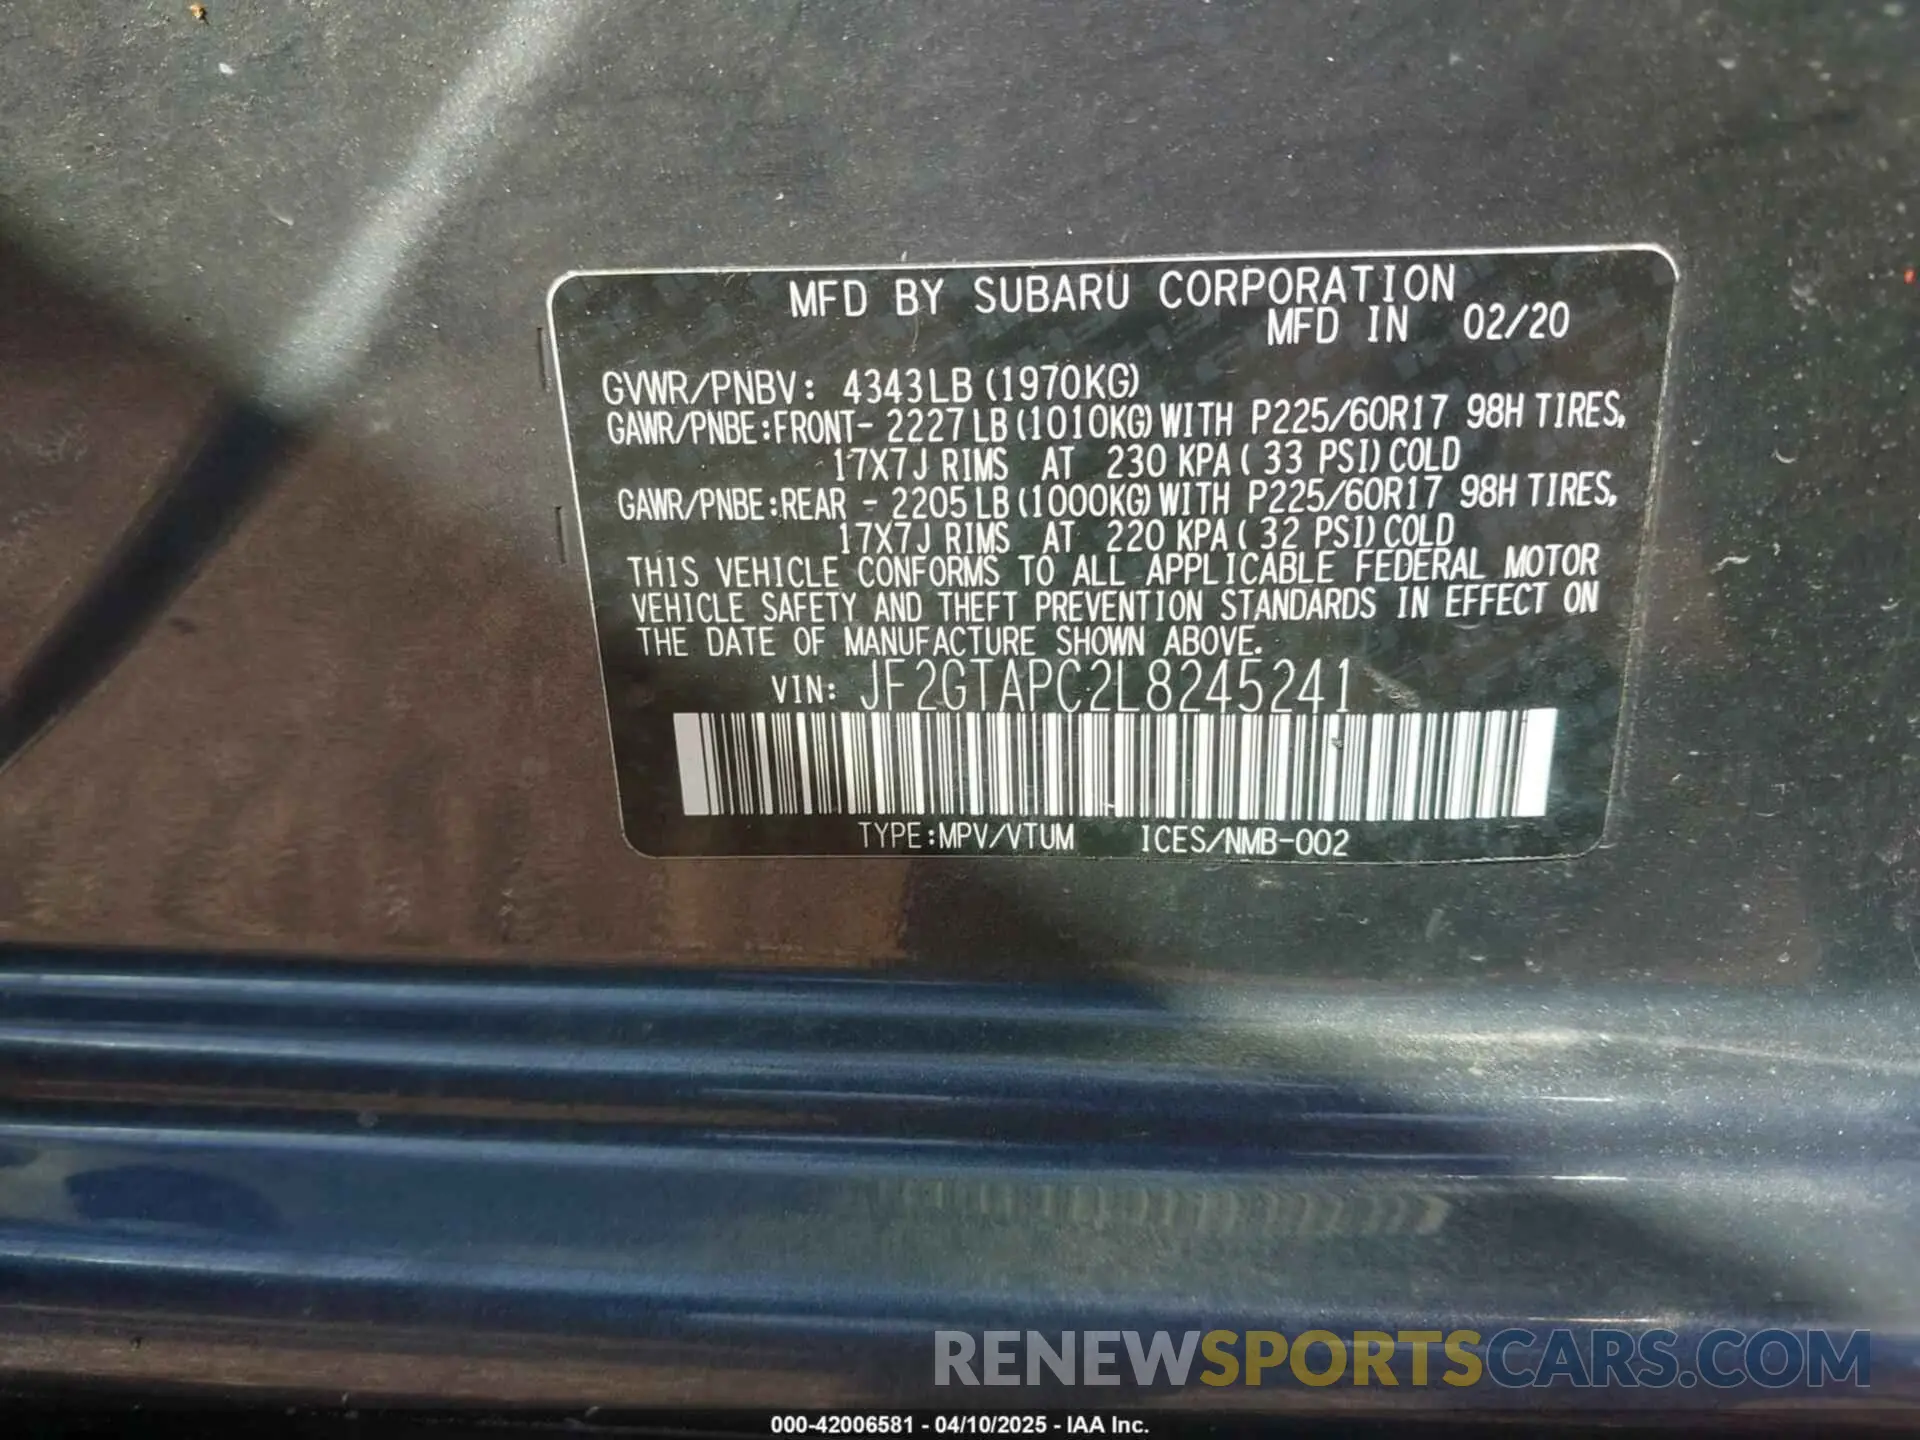 MFD BY SUBARU CORPORATION
MFD IN 02/20
GVWR/PNBV: 4343LB (1970KG)
GAWR/PNBE:FRONT- 2227LB (1010KG) WITH P225/60R17 98H TIRES,
17X7J RIMS AT 230 KPA ( 33 PSI) COLD
GAWR/PNBE:REAR - 2205LB (1000KG) WITH P225/60R17 98H TIRES,
17X7J RIMS AT 220 KPA ( 32 PSI) COLD
THIS VEHICLE CONFORMS TO ALL APPLICABLE FEDERAL MOTOR
VEHICLE SAFETY AND THEFT PREVENTION STANDARDS IN EFFECT ON
THE DATE OF MANUFACTURE SHOWN ABOVE.
VIN: JF2GTAPC2L8245241
TYPE:MPV/VTUM ICES/NMB-002
RENEWSPORTSCARS.COM
000-42006581 - 04/10/2025 - IAA Inc.